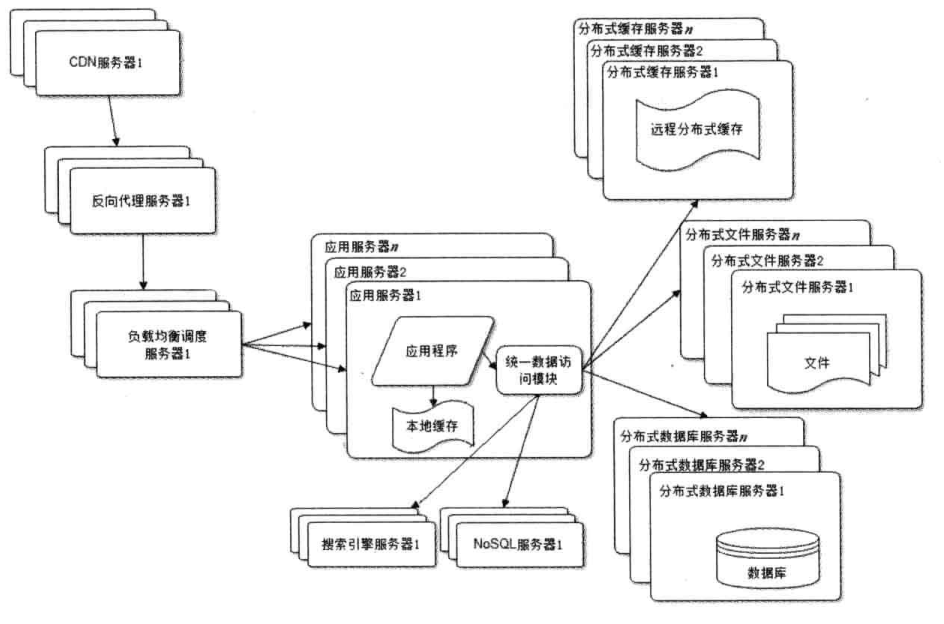 CDN服务器1
反向代理服务器1
负载均衡调度
服务器1
应用服务器n
应用服务器2
应用服务器1
应用程序
本地缓存
统一数据访
问模块
搜索引擎服务器1
NoSQL服务器1
分布式缓存服务器n
分布式缓存服务器2
分布式缓存服务器1
远程分布式缓存
分布式文件服务器n
分布式文件服务器2
分布式文件服务器1
文件
分布式数据库服务器n
分布式数据库服务器2
分布式数据库服务器1
数据库